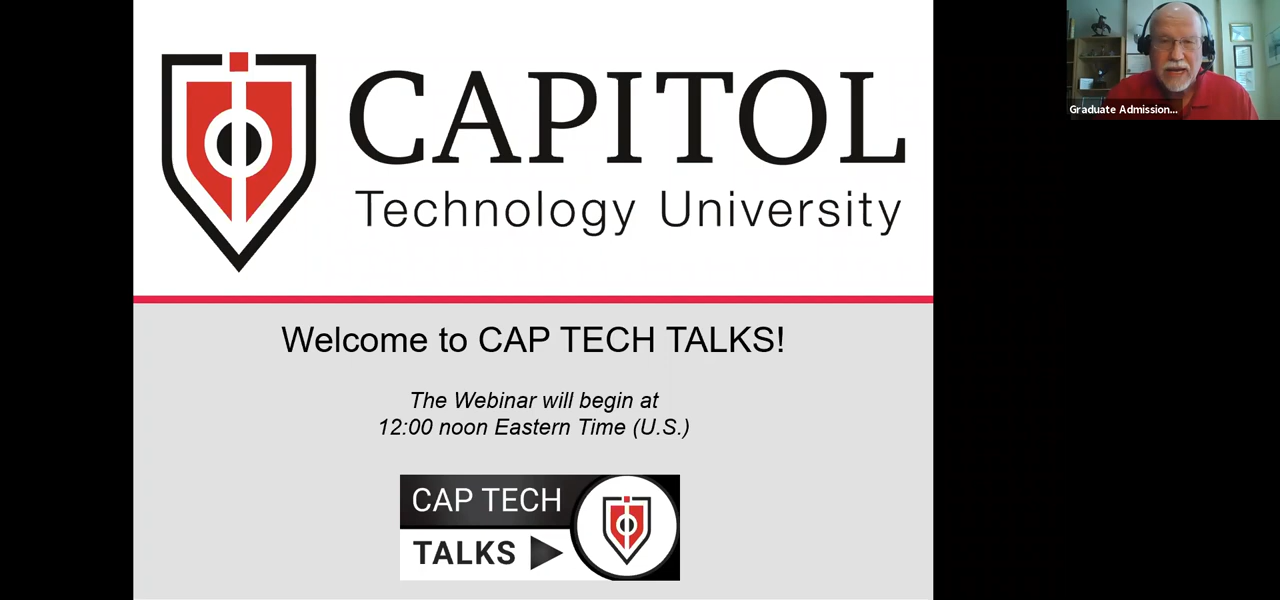 CAPITOL
Technology University
Graduate Admission...
Welcome to CAP TECH TALKS!
The Webinar will begin at
12:00 noon Eastern Time (U.S.)
CAP TECH
TALKS